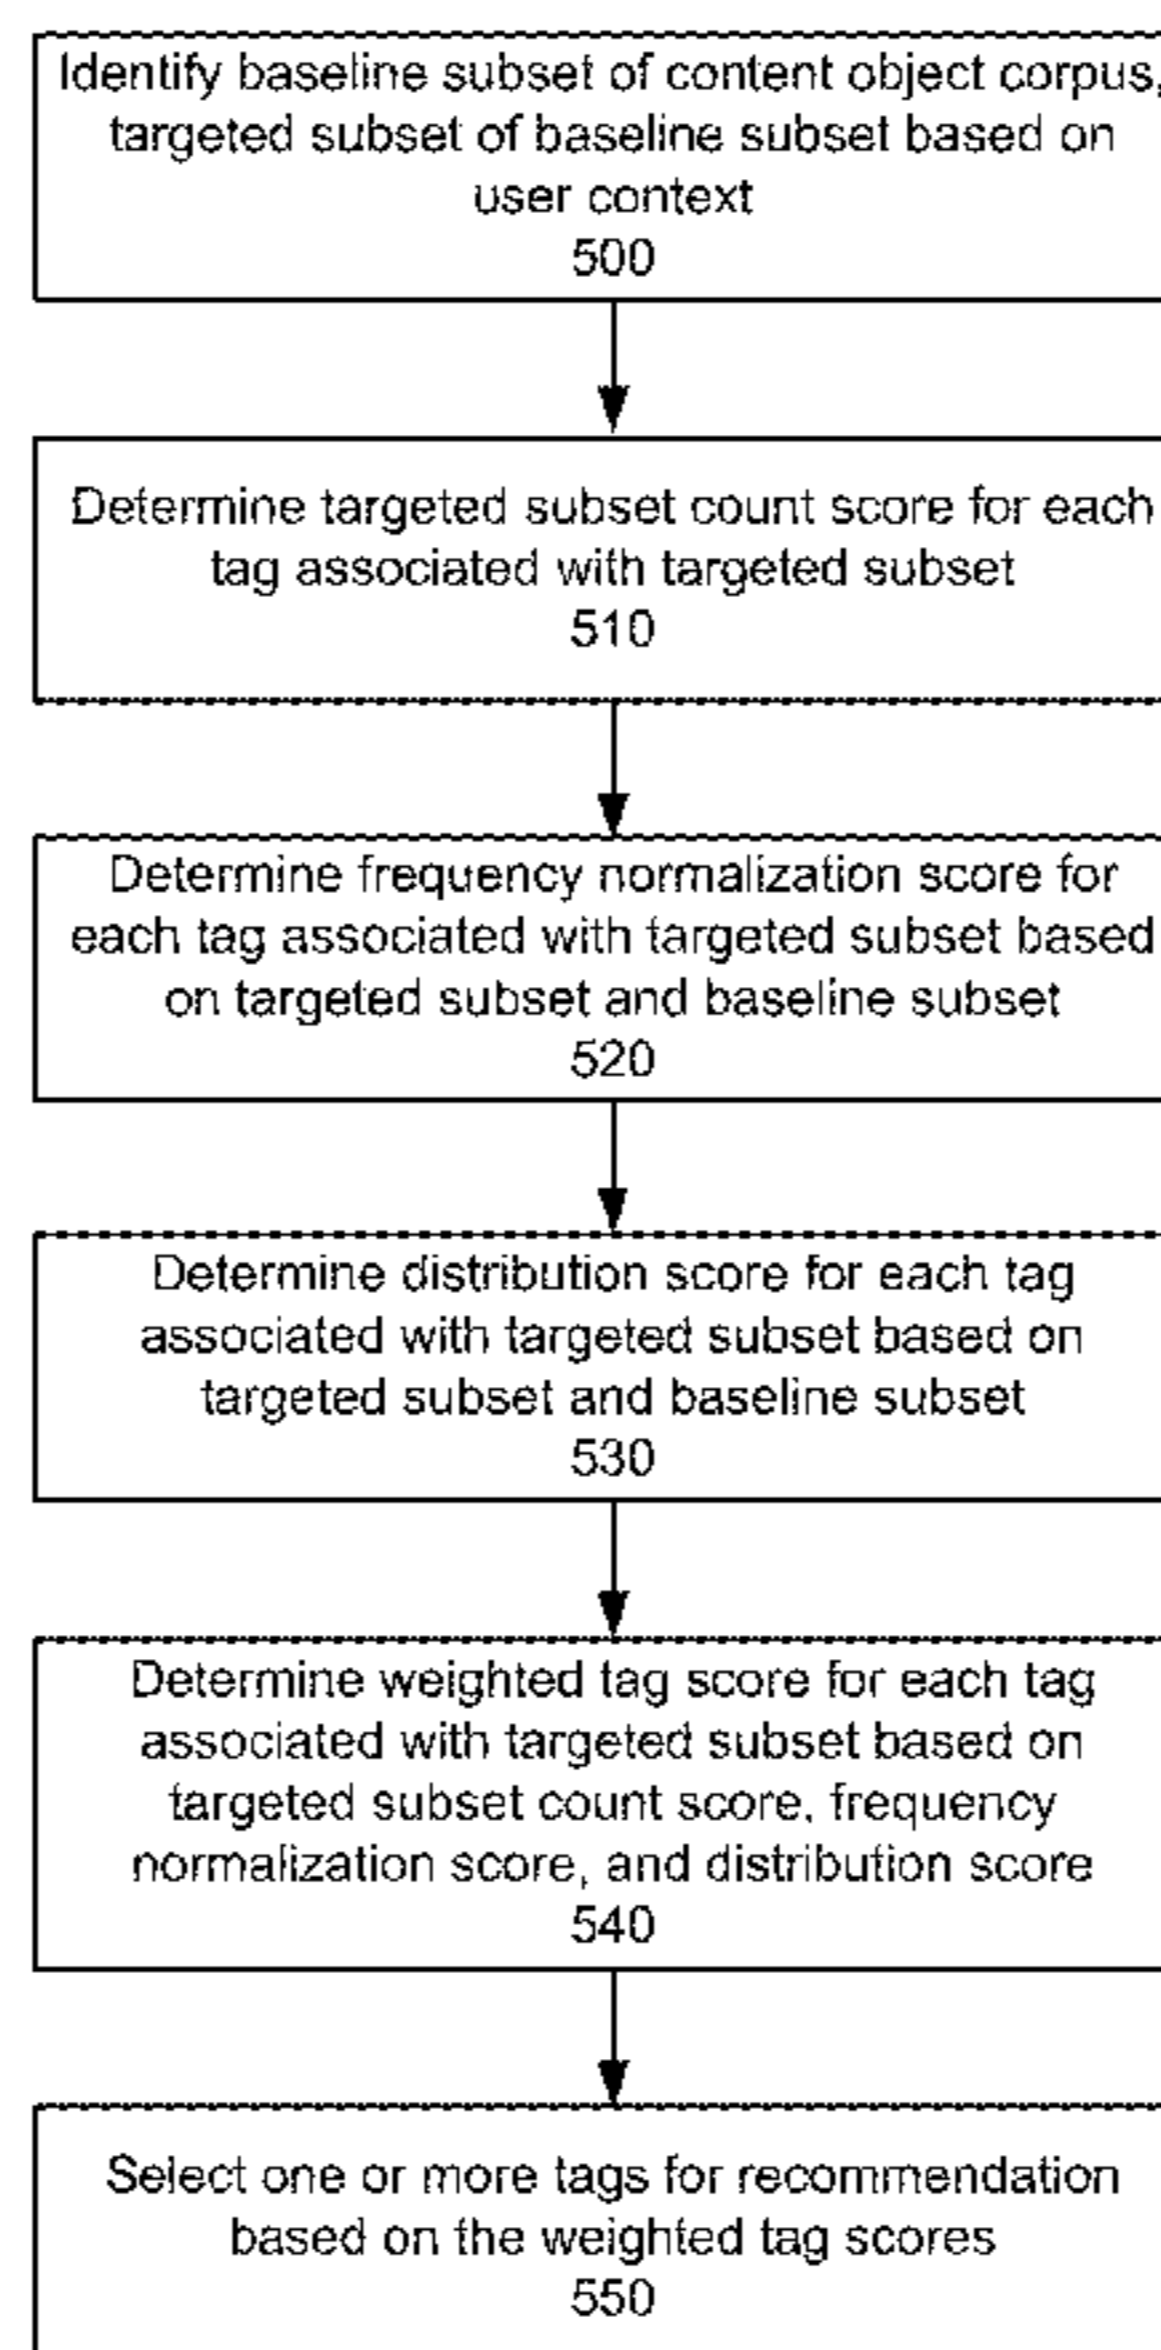 Identify baseline subset of content object corpus,
targeted subset of baseline subset based on
user context
500
Determine targeted subset count score for each
tag associated with targeted subset
510
Determine frequency normalization score for
each tag associated with targeted subset based
on targeted subset and baseline subset
520
Determine distribution score for each tag
associated with targeted subset based on
targeted subset and baseline subset
530
Determine weighted tag score for each tag
associated with targeted subset based on
targeted subset count score, frequency
normalization score, and distribution score
540
Select one or more tags for recommendation
based on the weighted tag scores
550